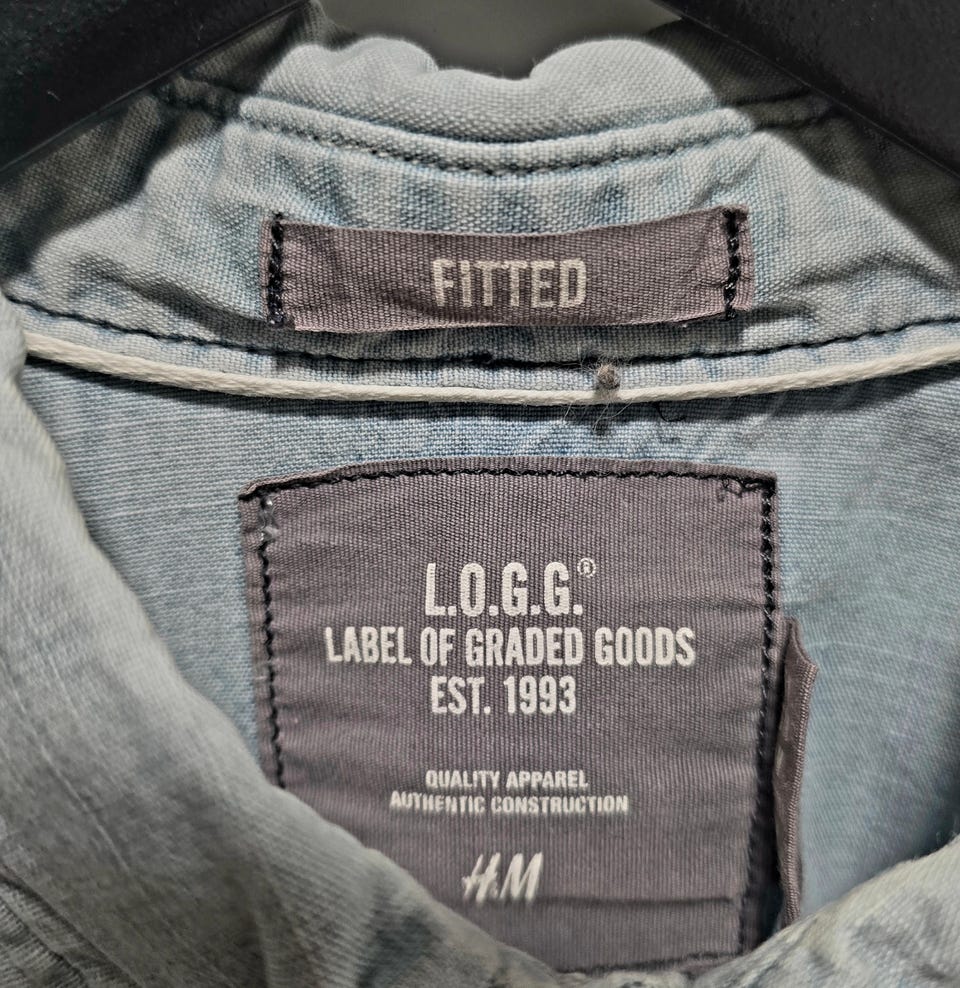 FITTED
L.O.G.G.®
LABEL OF GRADED GOODS
EST. 1993
QUALITY APPAREL
AUTHENTIC CONSTRUCTION
H&M